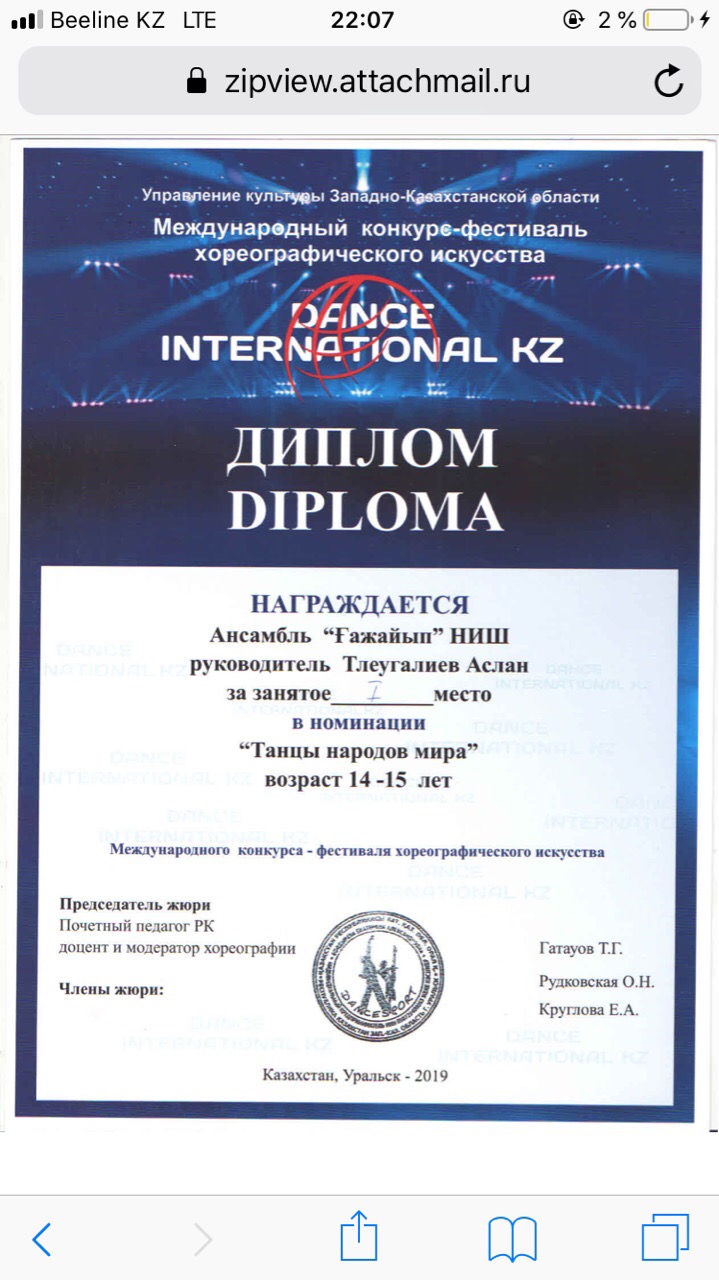 Beeline KZ LTE 22:07 2 %
zipview.attachmail.ru
Управление культуры Западно-Казахстанской области
Международный конкурс-фестиваль
хореографического искусства
DANCE
INTERNATIONAL KZ
ДИПЛОМ
DIPLOMA
НАГРАЖДАЕТСЯ
Ансамбль “Ғажайып” НИШ
руководитель Тлеугалиев Аслан
за занятое I место
в номинации
“Танцы народов мира”
возраст 14 -15 лет
Международного конкурса - фестиваля хореографического искусства
Председатель жюри
Почетный педагог РК
доцент и модератор хореографии
Гатауов Т.Г.
Члены жюри:
Рудковская О.Н.
Круглова Е.А.
DANCESPORT
Казахстан, Уральск - 2019